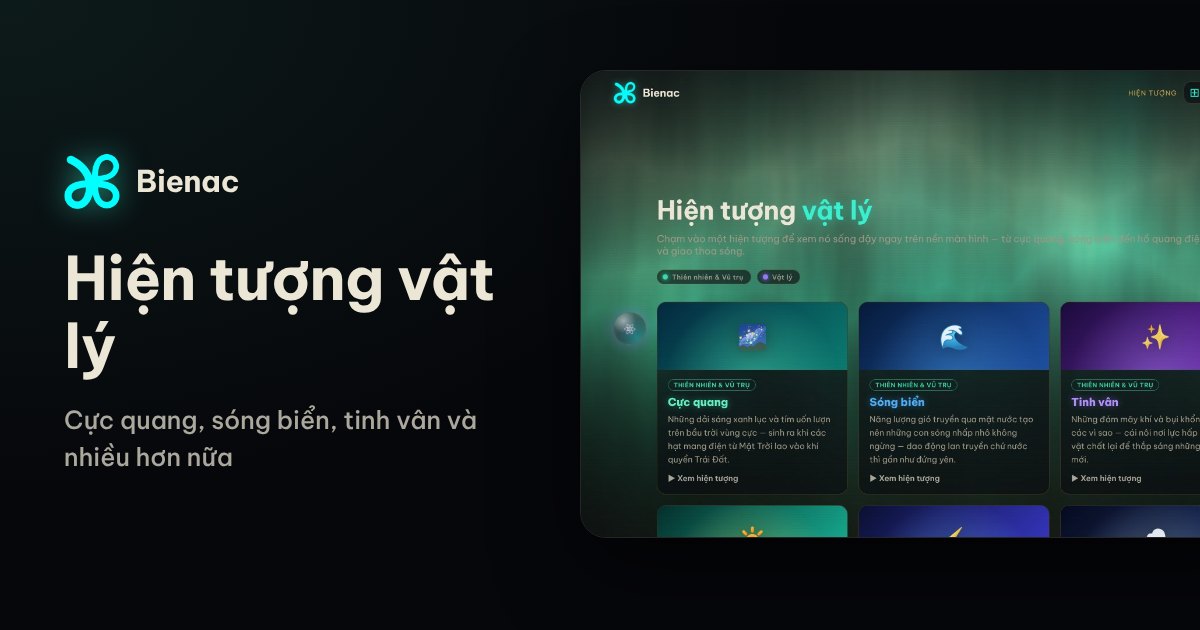 Bienac
Hiện tượng vật
lý
Cực quang, sóng biển, tinh vân và
nhiều hơn nữa
Bienac
HIỆN TƯỢNG
Hiện tượng vật lý
Chạm vào một hiện tượng để xem nó sống dậy ngay trên nền màn hình — từ cực quang, sóng biển đến hồ quang điệ
và giao thoa sóng.
Thiên nhiên & Vũ trụ
Vật lý
THIÊN NHIÊN & VŨ TRỤ
Cực quang
Những dải sáng xanh lục và tím uốn lượn
trên bầu trời vùng cực — sinh ra khi các
hạt mang điện từ Mặt Trời lao vào khí
quyển Trái Đất.
▶ Xem hiện tượng
THIÊN NHIÊN & VŨ TRỤ
Sóng biển
Năng lượng gió truyền qua mặt nước tạo
nên những con sóng nhấp nhô không
ngừng — dao động lan truyền chứ nước
thì gần như đứng yên.
▶ Xem hiện tượng
THIÊN NHIÊN & VŨ TRỤ
Tinh vân
Những đám mây khí và bụi khổn
các vì sao — cái nôi nơi lực hấp
vật chất lại để thắp sáng những
mới.
▶ Xem hiện tượng